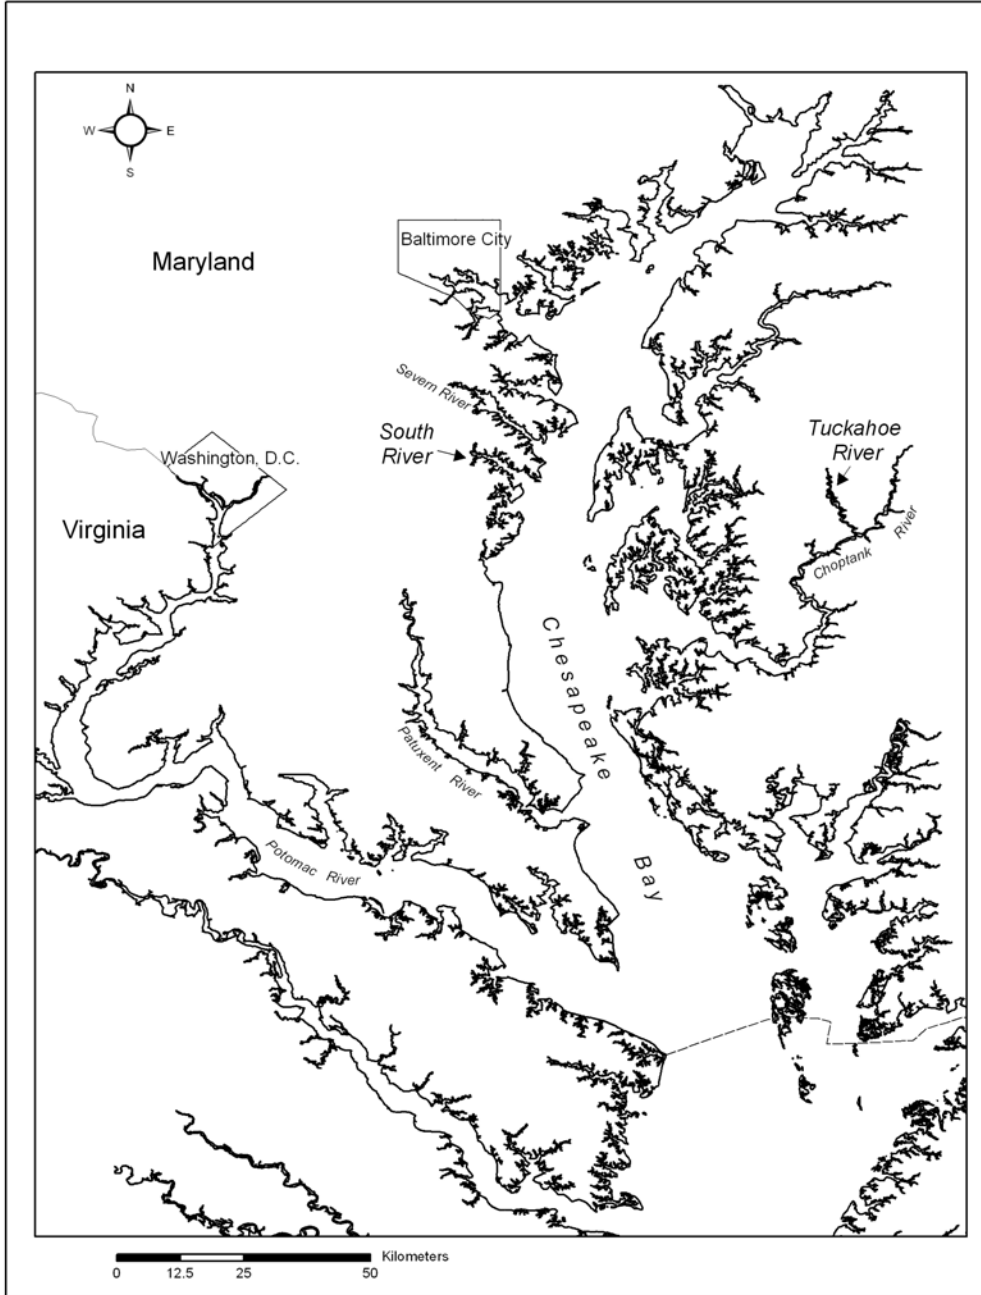 N
W
E
S
Baltimore City
Maryland
Severn River
South
River
Tuckahoe
River
Washington, D.C.
Virginia
Choptank River
Chesapeake Bay
Patuxent River
Potomac River
Kilometers
0
12.5
25
50